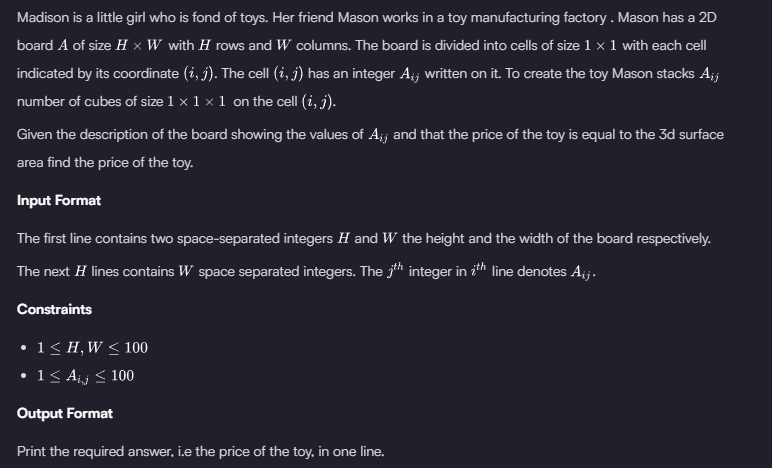 Madison is a little girl who is fond of toys. Her friend Mason works in a toy manufacturing factory . Mason has a 2D
board A of size H × W with H rows and W columns. The board is divided into cells of size 1 × 1 with each cell
indicated by its coordinate (i, j). The cell (i, j) has an integer A_{ij} written on it. To create the toy Mason stacks A_{ij}
number of cubes of size 1 × 1 × 1 on the cell (i, j).
Given the description of the board showing the values of A_{ij} and that the price of the toy is equal to the 3d surface
area find the price of the toy.
Input Format
The first line contains two space-separated integers H and W the height and the width of the board respectively.
The next H lines contains W space separated integers. The j^{th} integer in i^{th} line denotes A_{ij}.
Constraints
• 1 ≤ H, W ≤ 100
• 1 ≤ A_{i,j} ≤ 100
Output Format
Print the required answer, i.e the price of the toy, in one line.